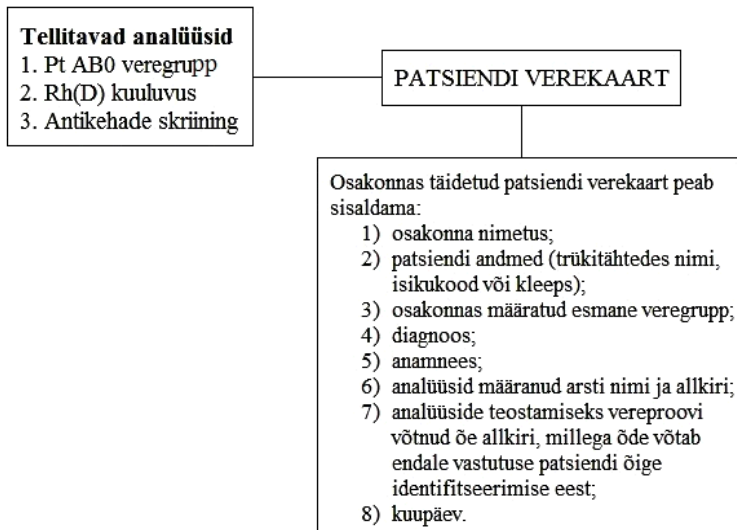 Tellitavad analüüsid
1. Pt AB0 veregrupp
2. Rh(D) kuuluvus
3. Antikehade skriining
PATSIENDI VEREKAART
Osakonnas täidetud patsiendi verekaart peab
sisaldama:
1) osakonna nimetus;
2) patsiendi andmed (trükitähtedes nimi,
isikukood või kleeps);
3) osakonnas määratud esmane veregrupp;
4) diagnoos;
5) anamnees;
6) analüüsid määranud arsti nimi ja allkiri;
7) analüüside teostamiseks vereproovi
võtnud õe allkiri, millega õde võtab
endale vastutuse patsiendi õige
identifitseerimise eest;
8) kuupäev.